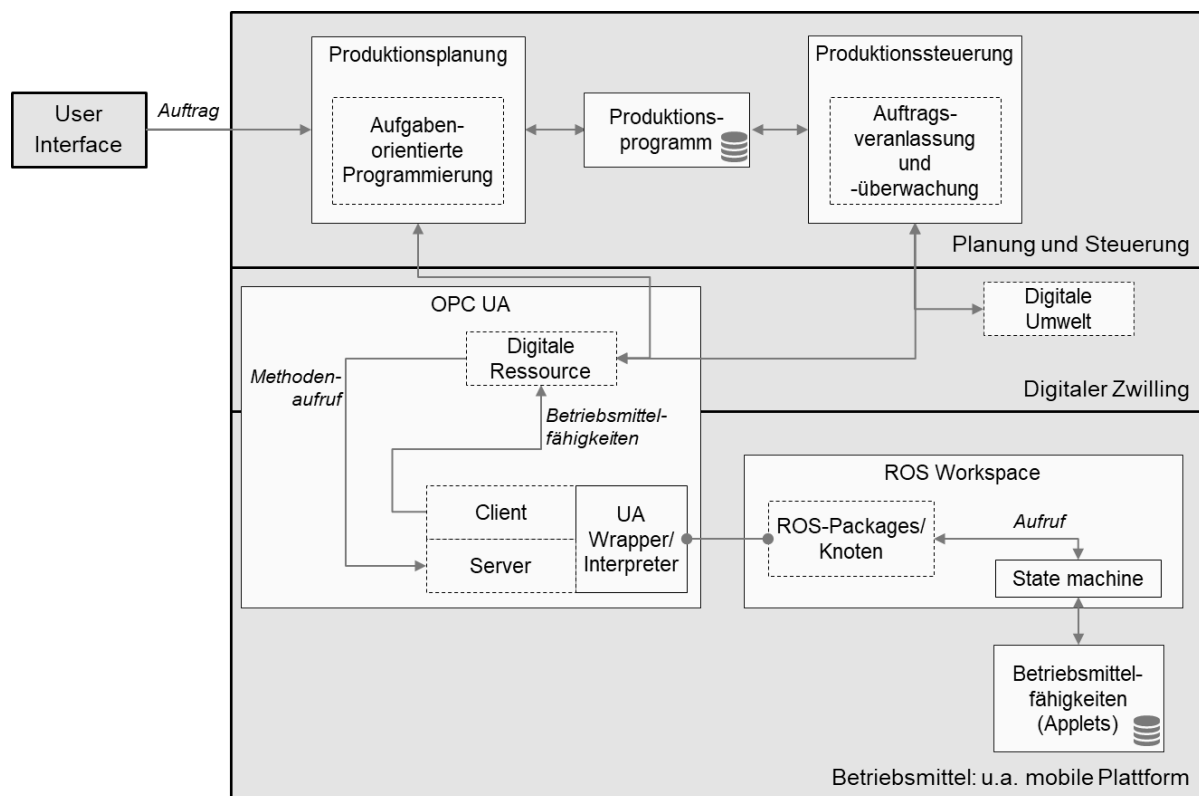 User
Interface
Auftrag
Produktionsplanung
Aufgaben-
orientierte
Programmierung
Produktions-
programm
Produktionssteuerung
Auftrags-
veranlassung
und
-überwachung
Planung und Steuerung
OPC UA
Digitale
Ressource
Methoden-
aufruf
Betriebsmittel-
fähigkeiten
Digitale
Umwelt
Digitaler Zwilling
Client
Server
UA
Wrapper/
Interpreter
ROS Workspace
ROS-Packages/
Knoten
Aufruf
State machine
Betriebsmittel-
fähigkeiten
(Applets)
Betriebsmittel: u.a. mobile Plattform